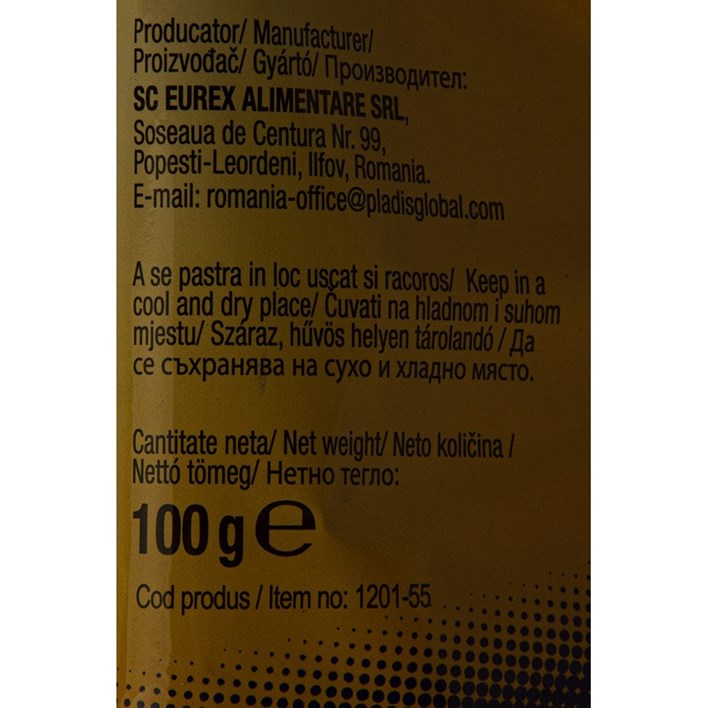 Producator/ Manufacturer/
Proizvođač/ Gyártó/ Производител:
SC EUREX ALIMENTARE SRL,
Soseaua de Centura Nr. 99,
Popesti-Leordeni, Ilfov, Romania.
E-mail: romania-office@pladisglobal.com
A se pastra in loc uscat si racoros/ Keep in a
cool and dry place/ Čuvati na hladnom i suhom
mjestu/ Száraz, hűvös helyen tárolandó / Да
се съхранява на сухо и хладно място.
Cantitate neta/ Net weight/ Neto količina /
Nettó tömeg/ Нетно тегло:
100 g ℮
Cod produs / Item no: 1201-55